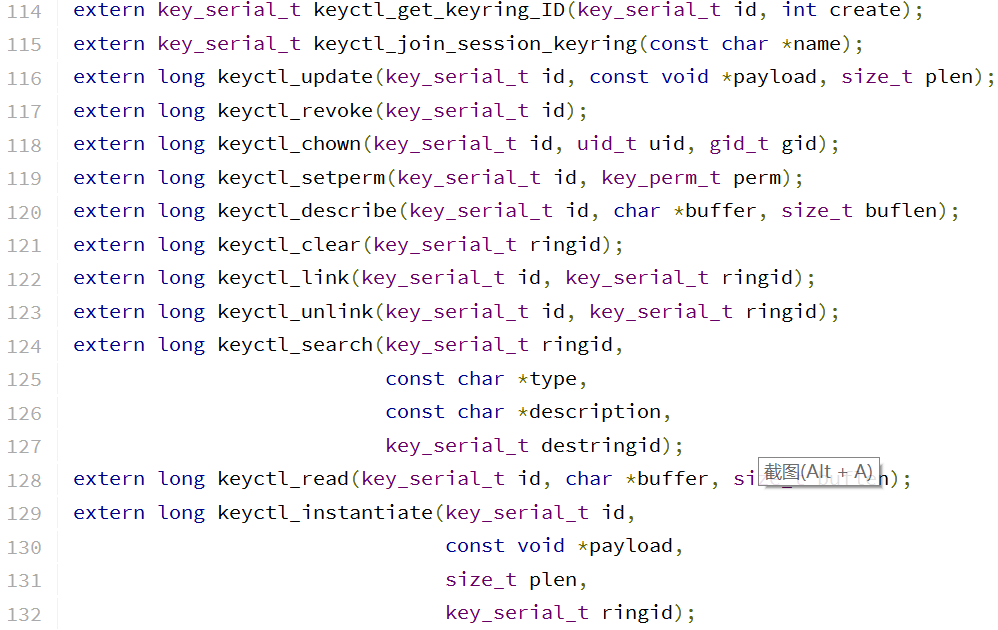 114 extern key_serial_t keyctl_get_keyring_ID(key_serial_t id, int create);
115 extern key_serial_t keyctl_join_session_keyring(const char *name);
116 extern long keyctl_update(key_serial_t id, const void *payload, size_t plen);
117 extern long keyctl_revoke(key_serial_t id);
118 extern long keyctl_chown(key_serial_t id, uid_t uid, gid_t gid);
119 extern long keyctl_setperm(key_serial_t id, key_perm_t perm);
120 extern long keyctl_describe(key_serial_t id, char *buffer, size_t buflen);
121 extern long keyctl_clear(key_serial_t ringid);
122 extern long keyctl_link(key_serial_t id, key_serial_t ringid);
123 extern long keyctl_unlink(key_serial_t id, key_serial_t ringid);
124 extern long keyctl_search(key_serial_t ringid,
125 const char *type,
126 const char *description,
127 key_serial_t destringid);
截图(Alt + A)
128 extern long keyctl_read(key_serial_t id, char *buffer,
129 extern long keyctl_instantiate(key_serial_t id,
130 const void *payload,
131 size_t plen,
132 key_serial_t ringid);